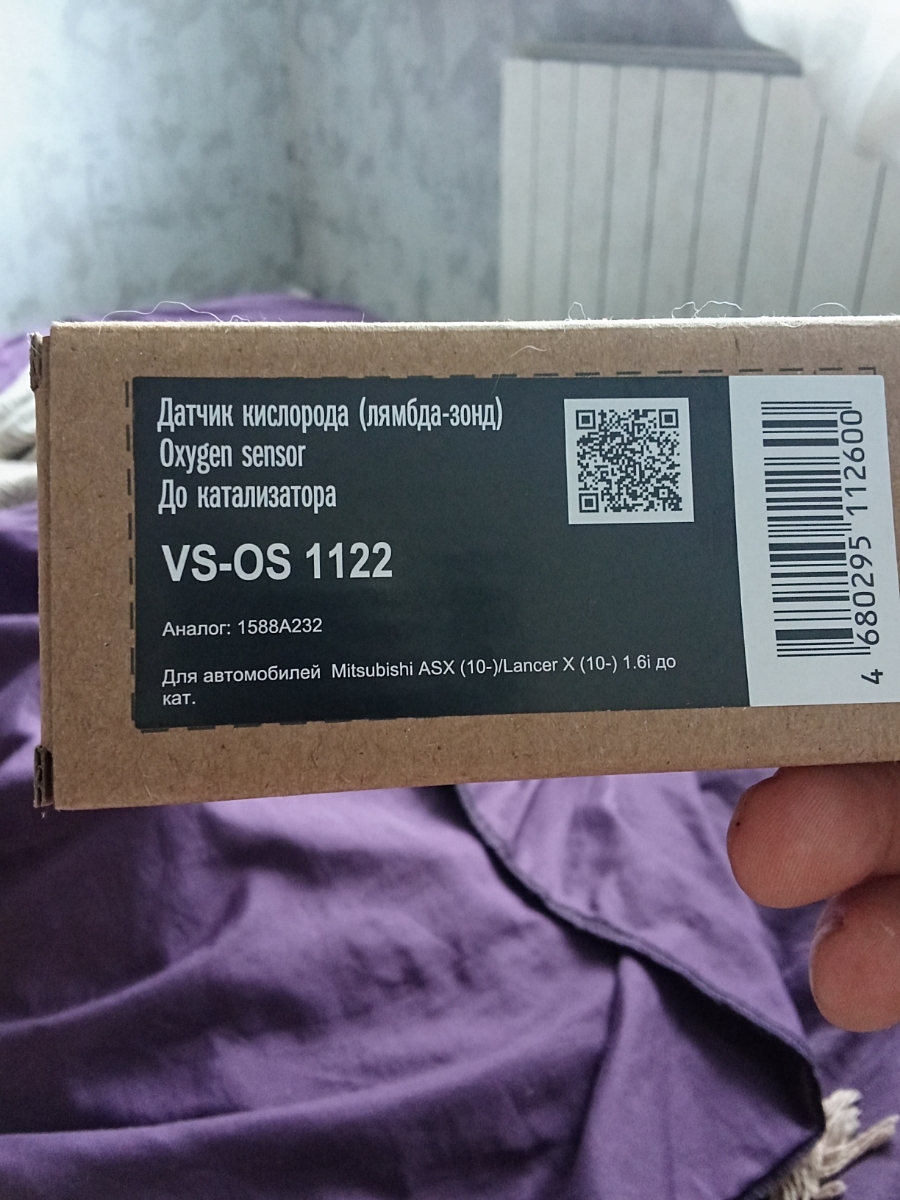 Датчик кислорода (лямбда-зонд)
Oxygen sensor
До катализатора
VS-OS 1122
Аналог: 1588A232
Для автомобилей Mitsubishi ASX (10-)/Lancer X (10-) 1.6i до
кат.
4 680295 112600